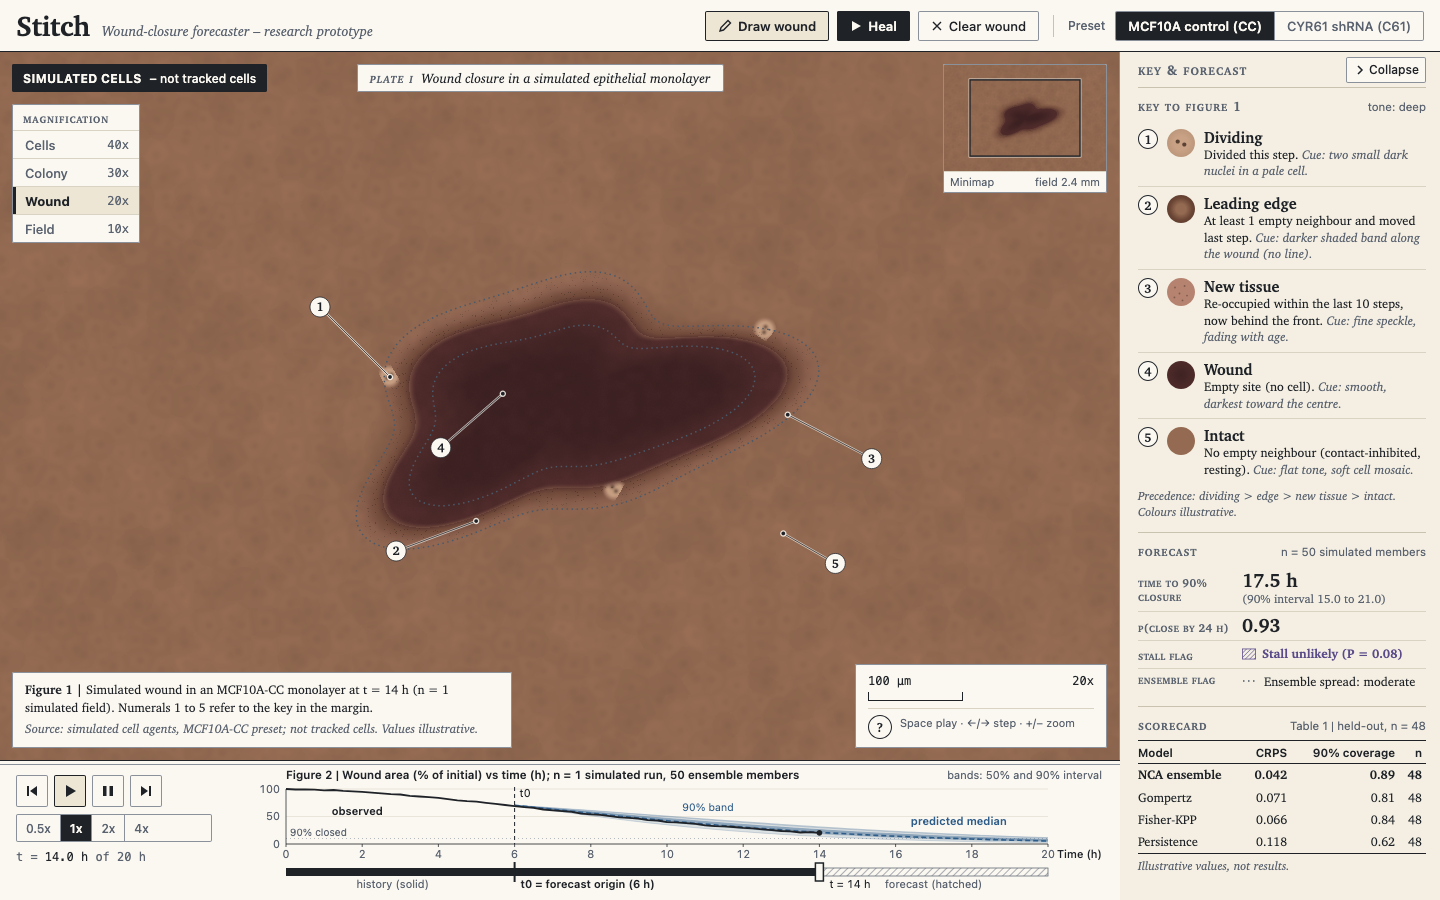 Stitch Wound-closure forecaster – research prototype
Draw wound
Heal
Clear wound
Preset
MCF10A control (CC)
CYR61 shRNA (C61)
SIMULATED CELLS – not tracked cells
PLATE I Wound closure in a simulated epithelial monolayer
MAGNIFICATION
Cells 40x
Colony 30x
Wound 20x
Field 10x
Minimap field 2.4 mm
1
2
3
4
5
Figure 1 | Simulated wound in an MCF10A-CC monolayer at t = 14 h (n = 1
simulated field). Numerals 1 to 5 refer to the key in the margin.
Source: simulated cell agents, MCF10A-CC preset; not tracked cells. Values illustrative.
100 µm 20x
? Space play · ←/→ step · +/– zoom
KEY & FORECAST
Collapse
KEY TO FIGURE 1 tone: deep
1 Dividing
Divided this step. Cue: two small dark
nuclei in a pale cell.
2 Leading edge
At least 1 empty neighbour and moved
last step. Cue: darker shaded band along
the wound (no line).
3 New tissue
Re-occupied within the last 10 steps,
now behind the front. Cue: fine speckle,
fading with age.
4 Wound
Empty site (no cell). Cue: smooth,
darkest toward the centre.
5 Intact
No empty neighbour (contact-inhibited,
resting). Cue: flat tone, soft cell mosaic.
Precedence: dividing > edge > new tissue > intact.
Colours illustrative.
FORECAST n = 50 simulated members
TIME TO 90% CLOSURE 17.5 h
(90% interval 15.0 to 21.0)
P(CLOSE BY 24 H) 0.93
STALL FLAG Stall unlikely (P = 0.08)
ENSEMBLE FLAG ··· Ensemble spread: moderate
SCORECARD Table 1 | held-out, n = 48
Model CRPS 90% coverage n
NCA ensemble 0.042 0.89 48
Gompertz 0.071 0.81 48
Fisher-KPP 0.066 0.84 48
Persistence 0.118 0.62 48
Illustrative values, not results.
0.5x 1x 2x 4x
t = 14.0 h of 20 h
Figure 2 | Wound area (% of initial) vs time (h); n = 1 simulated run, 50 ensemble members
bands: 50% and 90% interval
100
50
0
t0
observed
90% band
predicted median
90% closed
0 2 4 6 8 10 12 14 16 18 20 Time (h)
history (solid)
t0 = forecast origin (6 h)
t = 14 h
forecast (hatched)